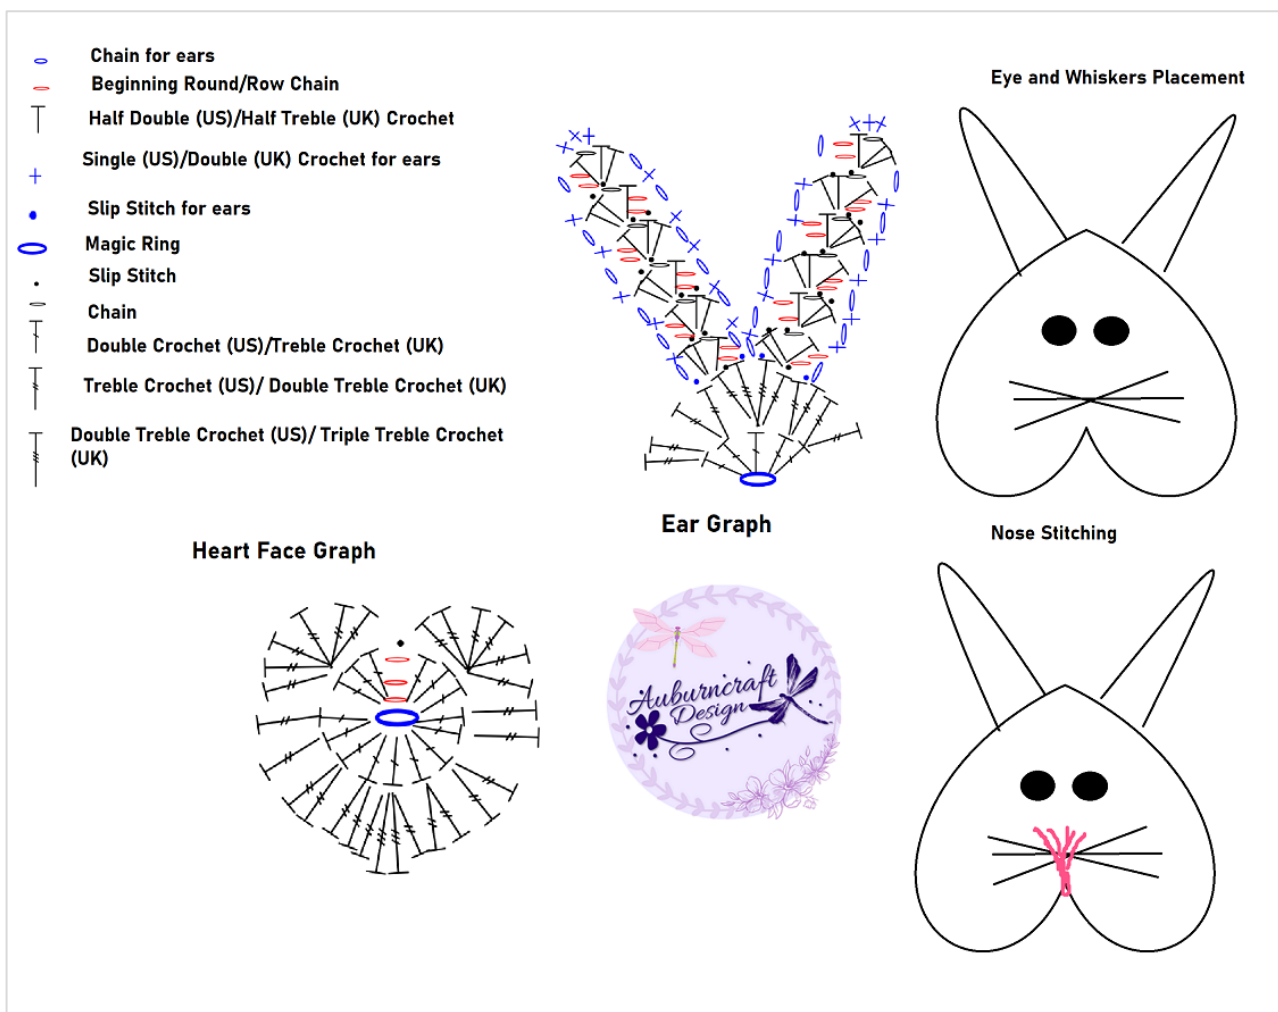 Chain for ears
Beginning Round/Row Chain
Half Double (US)/Half Treble (UK) Crochet
Single (US)/Double (UK) Crochet for ears
Slip Stitch for ears
Magic Ring
Slip Stitch
Chain
Double Crochet (US)/Treble Crochet (UK)
Treble Crochet (US)/ Double Treble Crochet (UK)
Double Treble Crochet (US)/ Triple Treble Crochet
(UK)
Heart Face Graph
Ear Graph
Auburncraft
Design
Eye and Whiskers Placement
Nose Stitching